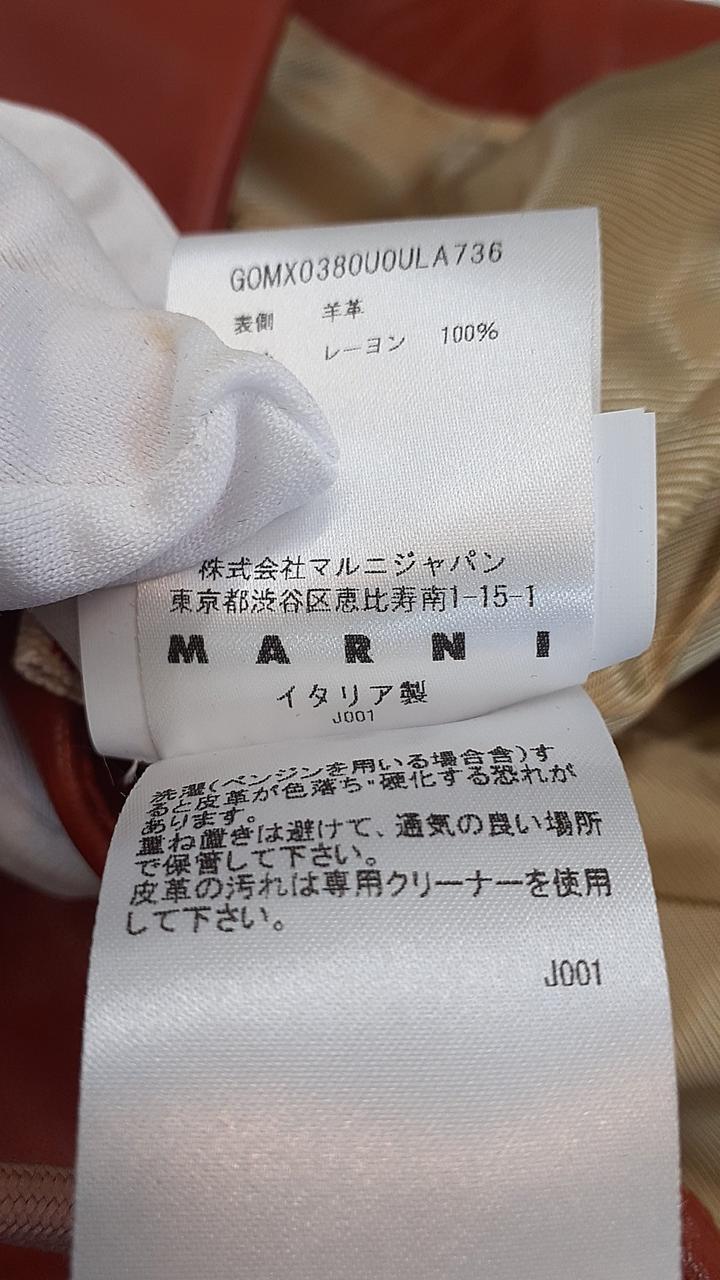 G0MX0380U0ULA736
表側 羊革
レーヨン 100%
株式会社マルニジャパン
東京都渋谷区恵比寿南1-15-1
MARNI
イタリア製
J001
洗濯(ベンジンを用いる場合含)す
ると皮革が色落ち･硬化する恐れが
あります。
重ね置きは避けて、通気の良い場所
で保管して下さい。
皮革の汚れは専用クリーナーを使用
して下さい。
J001